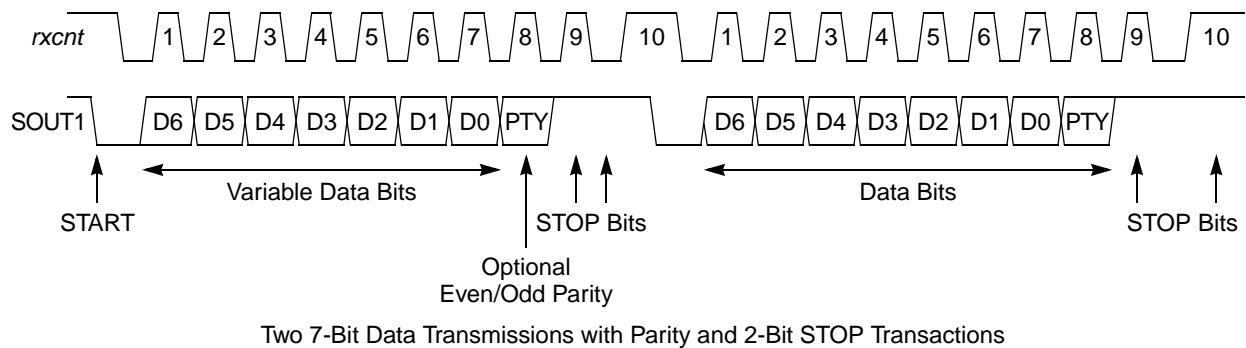 rxcnt 1 2 3 4 5 6 7 8 9 10 1 2 3 4 5 6 7 8 9 10
SOUT1 D6 D5 D4 D3 D2 D1 D0 PTY D6 D5 D4 D3 D2 D1 D0 PTY
Variable Data Bits Data Bits
START STOP Bits STOP Bits
Optional
Even/Odd Parity
Two 7-Bit Data Transmissions with Parity and 2-Bit STOP Transactions